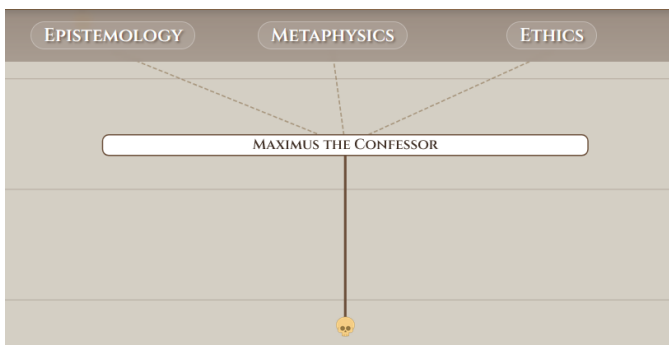 Epistemology
Metaphysics
Ethics
Maximus the Confessor